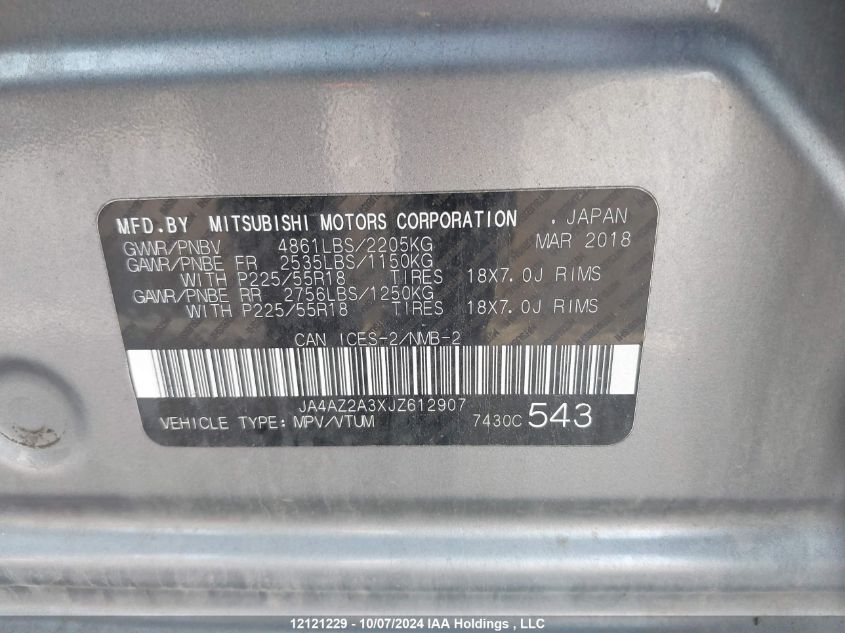 MFD.BY MITSUBISHI MOTORS CORPORATION , JAPAN
GVWR/PNBV 4861LBS/2205KG MAR 2018
GAWR/PNBE FR 2535LBS/1150KG
WITH P225/55R18 TIRES 18X7.0J RIMS
GAWR/PNBE RR 2756LBS/1250KG
WITH P225/55R18 TIRES 18X7.0J RIMS
CAN ICES-2/NMB-2
JA4AZ2A3XJZ612907
VEHICLE TYPE: MPV/VTUM 7430C 543
12121229 - 10/07/2024 IAA Holdings , LLC